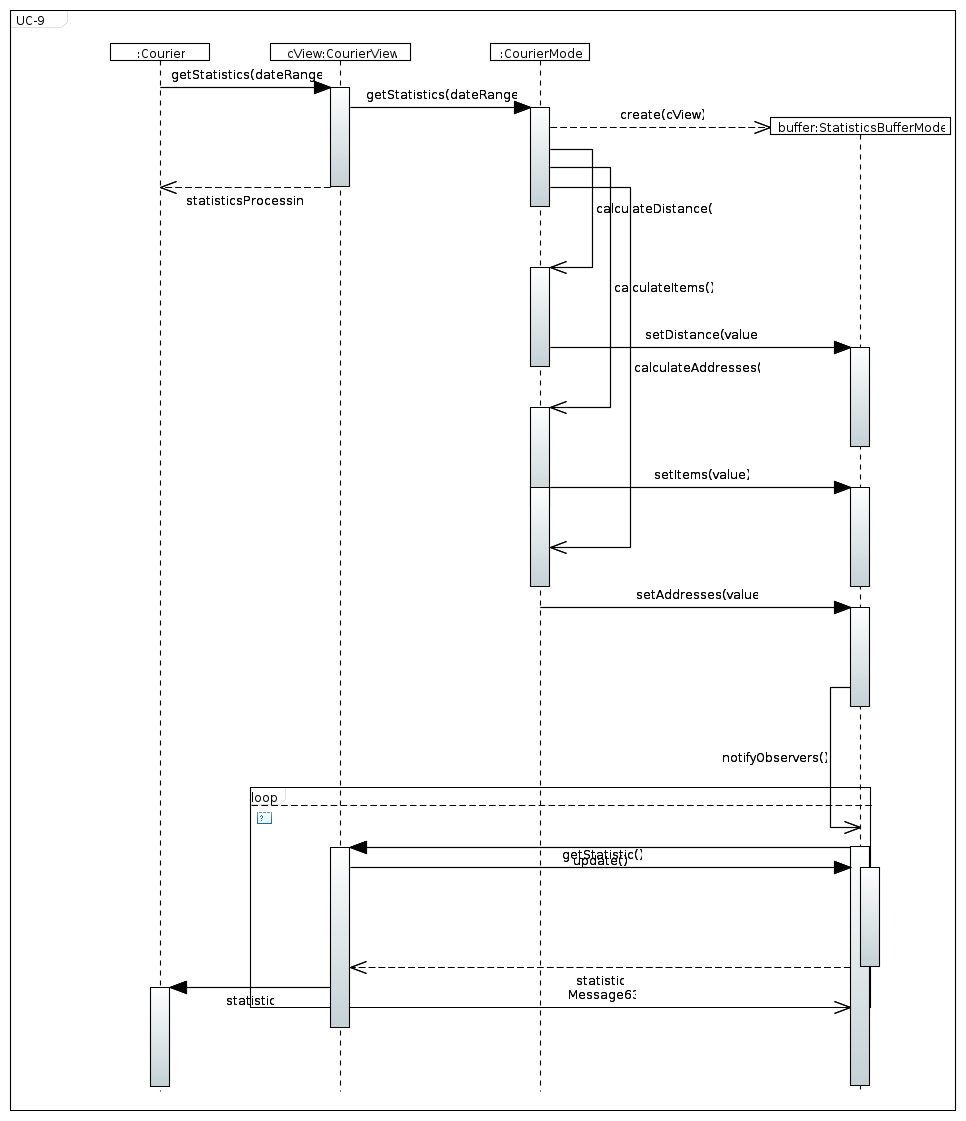 UC-9
:Courier
cView:CourierView
:CourierMode
getStatistics(dateRange
getStatistics(dateRange
create(cView)
buffer:StatisticsBufferMode
statisticsProcessin
calculateDistance(
calculateItems()
setDistance(value
calculateAddresses(
setItems(value)
setAddresses(value
notifyObservers()
loop
?
getStatistic()
update()
statistic
Message63
statistic